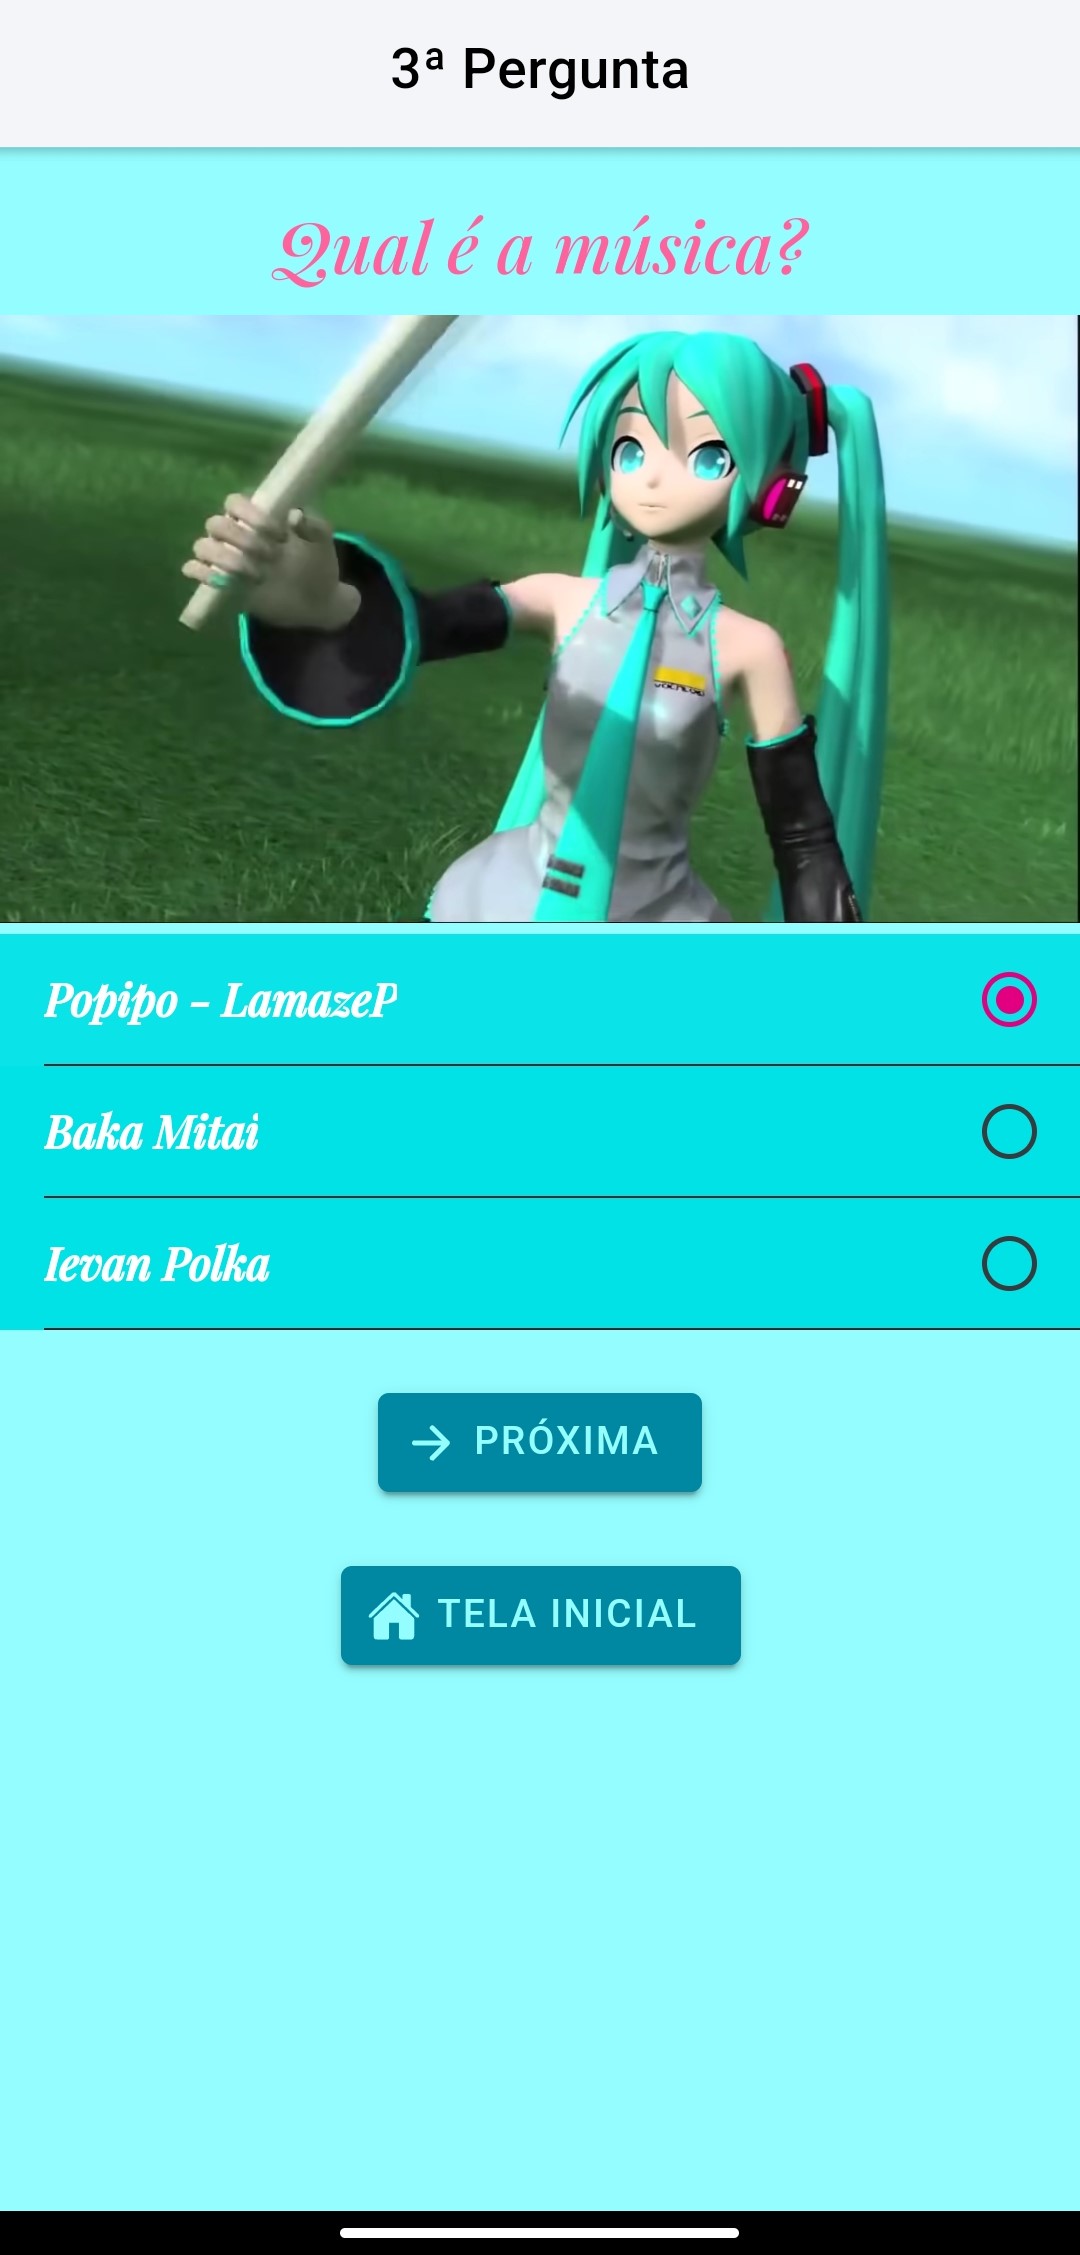 3ª Pergunta
Qual é a música?
Popipo - LamazeP
Baka Mitai
Ievan Polka
PRÓXIMA
TELA INICIAL